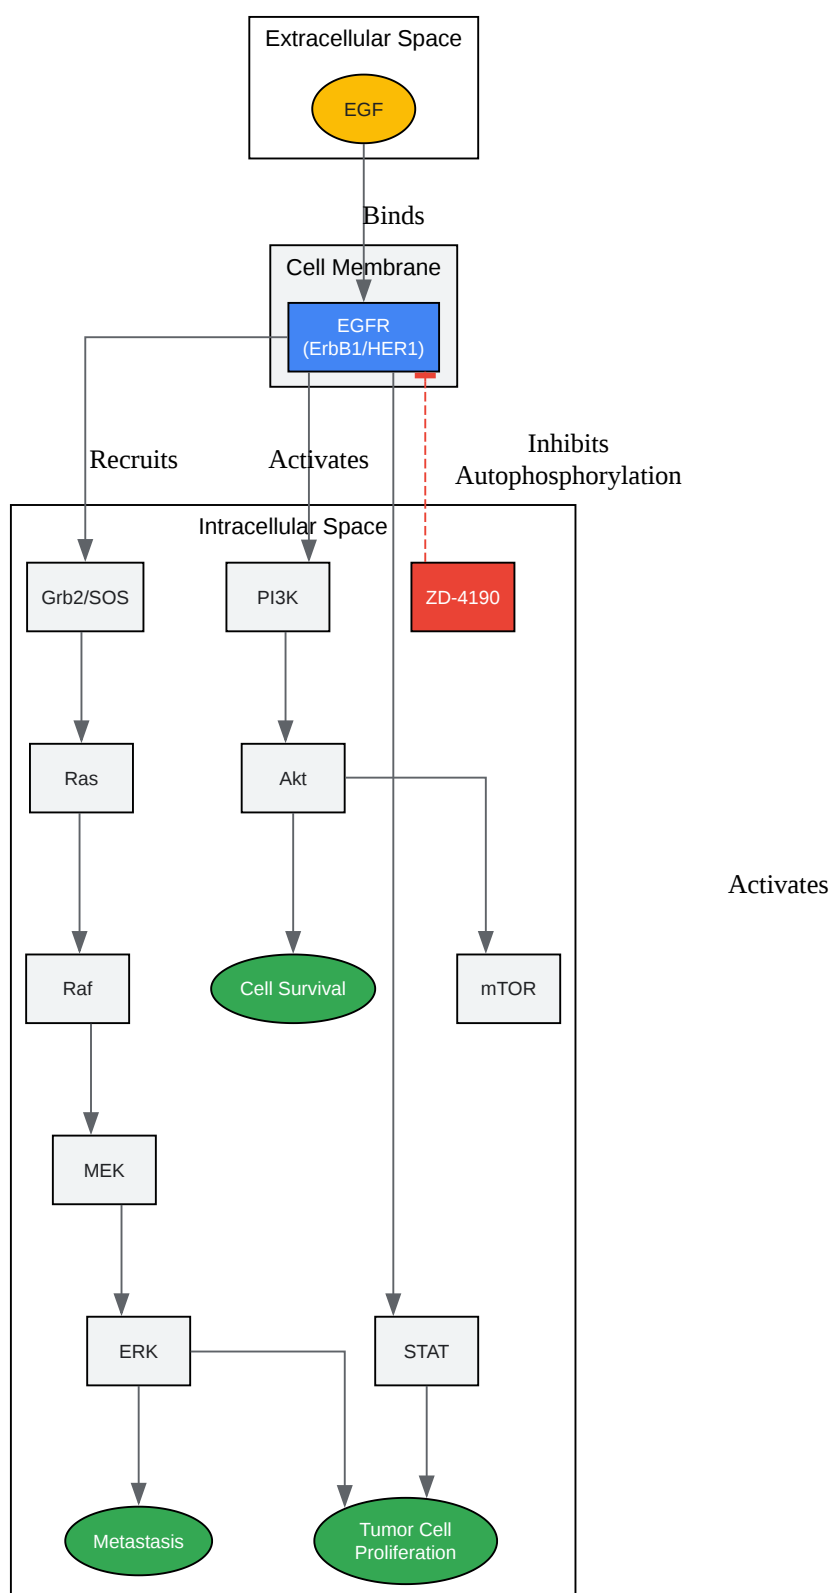 Extracellular Space
EGF
Binds
Cell Membrane
EGFR
(ErbB1/HER1)
Recruits
Activates
Inhibits
Autophosphorylation
Intracellular Space
Grb2/SOS
PI3K
ZD-4190
Ras
Akt
Activates
Raf
Cell Survival
mTOR
MEK
ERK
STAT
Metastasis
Tumor Cell
Proliferation